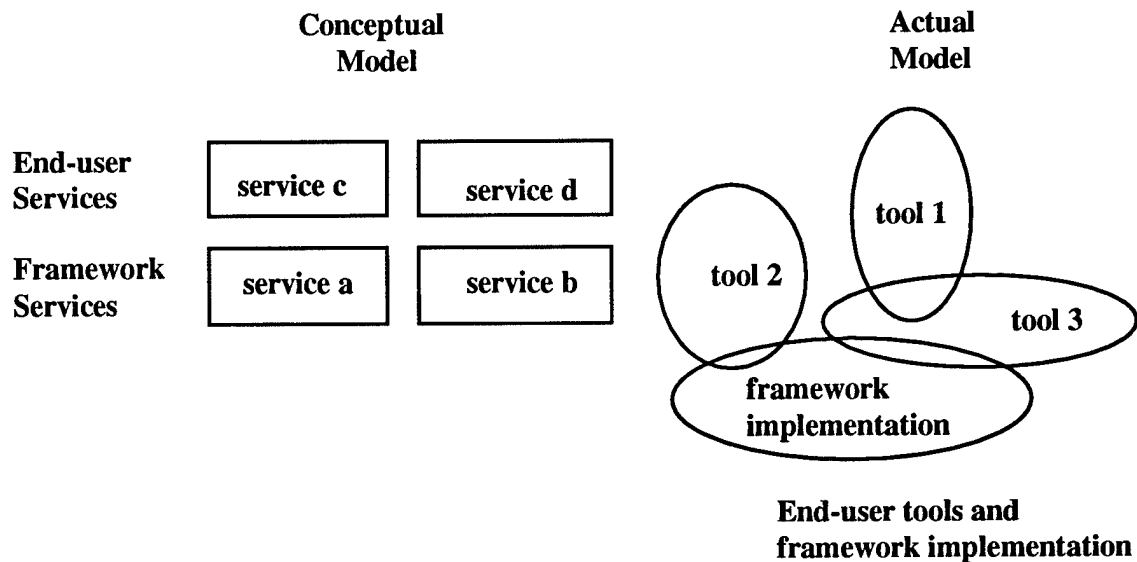 Conceptual
Model
Actual
Model
End-user
Services
service c
service d
tool 1
tool 2
Framework
Services
service a
service b
tool 3
framework
implementation
End-user tools and
framework implementation